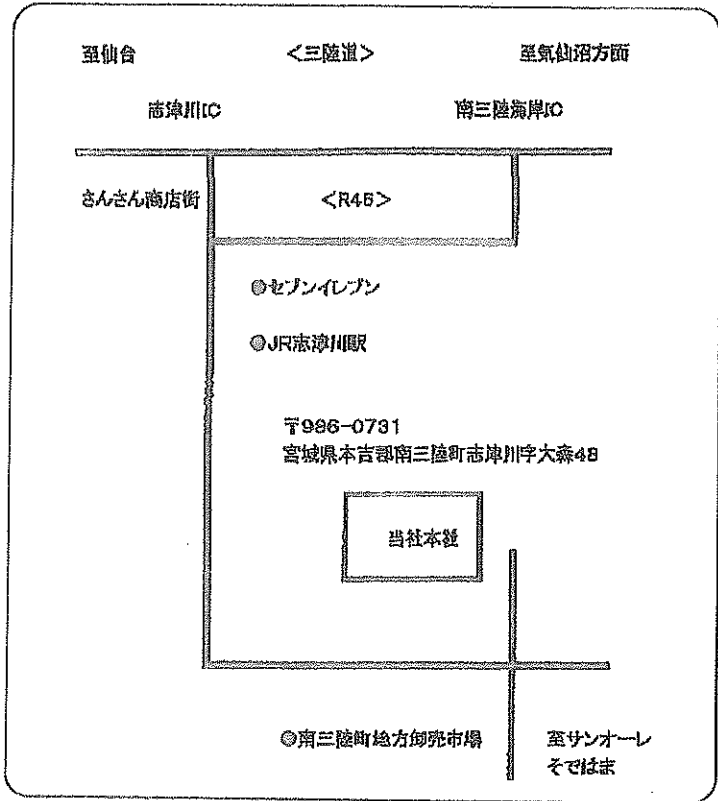 至仙台 <三陸道> 至気仙沼方面
志津川IC 南三陸海岸IC
さんさん商店街 <R45>
セブンイレブン
JR志津川駅
〒986-0731
宮城県本吉郡南三陸町志津川字大森48
当社本社
南三陸町地方卸売市場 至サンオーレ
そではま